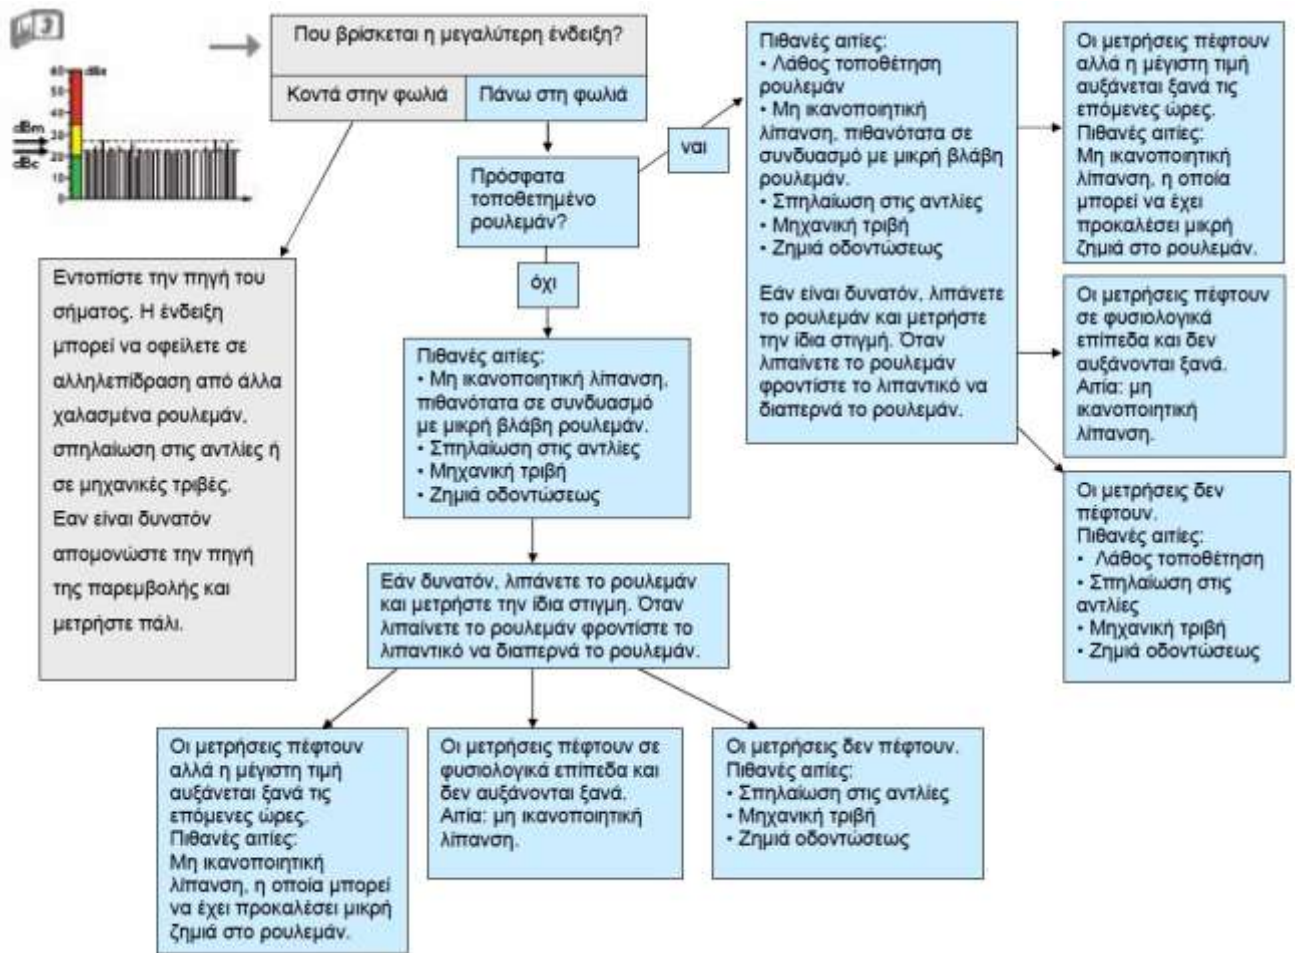 3
60
dBsv
50
40
dBm
30
20
dBc
10
0
Που βρίσκεται η μεγαλύτερη ένδειξη?
Κοντά στην φωλιά
Πάνω στη φωλιά
Πρόσφατα
τοποθετημένο
ρουλεμάν?
ναι
όχι
Εντοπίστε την πηγή του
σήματος. Η ένδειξη
μπορεί να οφείλετε σε
αλληλεπίδραση από άλλα
χαλασμένα ρουλεμάν,
σπηλαίωση στις αντλίες ή
σε μηχανικές τριβές.
Εαν είναι δυνατόν
απομονώστε την πηγή
της παρεμβολής και
μετρήστε πάλι.
Πιθανές αιτίες:
• Μη ικανοποιητική λίπανση,
πιθανότατα σε συνδυασμό
με μικρή βλάβη ρουλεμάν.
• Σπηλαίωση στις αντλίες
• Μηχανική τριβή
• Ζημιά οδοντώσεως
Εάν δυνατόν, λιπάνετε το ρουλεμάν
και μετρήστε την ίδια στιγμή. Όταν
λιπαίνετε το ρουλεμάν φροντίστε το
λιπαντικό να διαπερνά το ρουλεμάν.
Οι μετρήσεις πέφτουν
αλλά η μέγιστη τιμή
αυξάνεται ξανά τις
επόμενες ώρες.
Πιθανές αιτίες:
Μη ικανοποιητική
λίπανση, η οποία μπορεί
να έχει προκαλέσει μικρή
ζημιά στο ρουλεμάν.
Οι μετρήσεις πέφτουν σε
φυσιολογικά επίπεδα και
δεν αυξάνονται ξανά.
Αιτία: μη ικανοποιητική
λίπανση.
Οι μετρήσεις δεν πέφτουν.
Πιθανές αιτίες:
• Σπηλαίωση στις αντλίες
• Μηχανική τριβή
• Ζημιά οδοντώσεως
Πιθανές αιτίες:
• Λάθος τοποθέτηση
ρουλεμάν
• Μη ικανοποιητική
λίπανση, πιθανότατα σε
συνδυασμό με μικρή βλάβη
ρουλεμάν.
• Σπηλαίωση στις αντλίες
• Μηχανική τριβή
• Ζημιά οδοντώσεως
Εάν είναι δυνατόν, λιπάνετε
το ρουλεμάν και μετρήστε
την ίδια στιγμή. Όταν
λιπαίνετε το ρουλεμάν
φροντίστε το λιπαντικό να
διαπερνά το ρουλεμάν.
Οι μετρήσεις πέφτουν
αλλά η μέγιστη τιμή
αυξάνεται ξανά τις
επόμενες ώρες.
Πιθανές αιτίες:
Μη ικανοποιητική
λίπανση, η οποία
μπορεί να έχει
προκαλέσει μικρή
ζημιά στο ρουλεμάν.
Οι μετρήσεις πέφτουν
σε φυσιολογικά
επίπεδα και δεν
αυξάνονται ξανά.
Αιτία: μη
ικανοποιητική
λίπανση.
Οι μετρήσεις δεν
πέφτουν.
Πιθανές αιτίες:
• Λάθος τοποθέτηση
• Σπηλαίωση στις
αντλίες
• Μηχανική τριβή
• Ζημιά οδοντώσεως